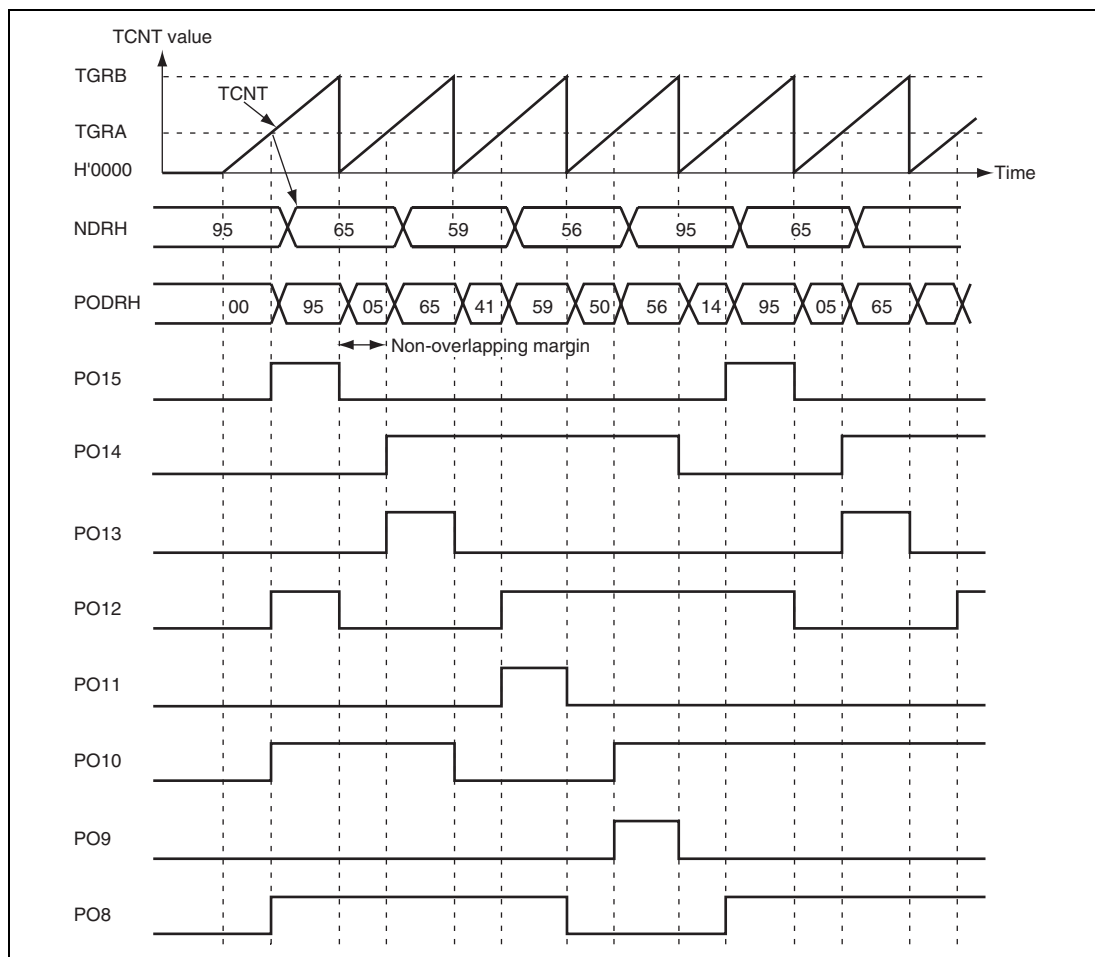 TCNT value
TGRB
TCNT
TGRA
H'0000
Time
NDRH
95 65 59 56 95 65
PODRH
00 95 05 65 41 59 50 56 14 95 05 65
Non-overlapping margin
PO15
PO14
PO13
PO12
PO11
PO10
PO9
PO8